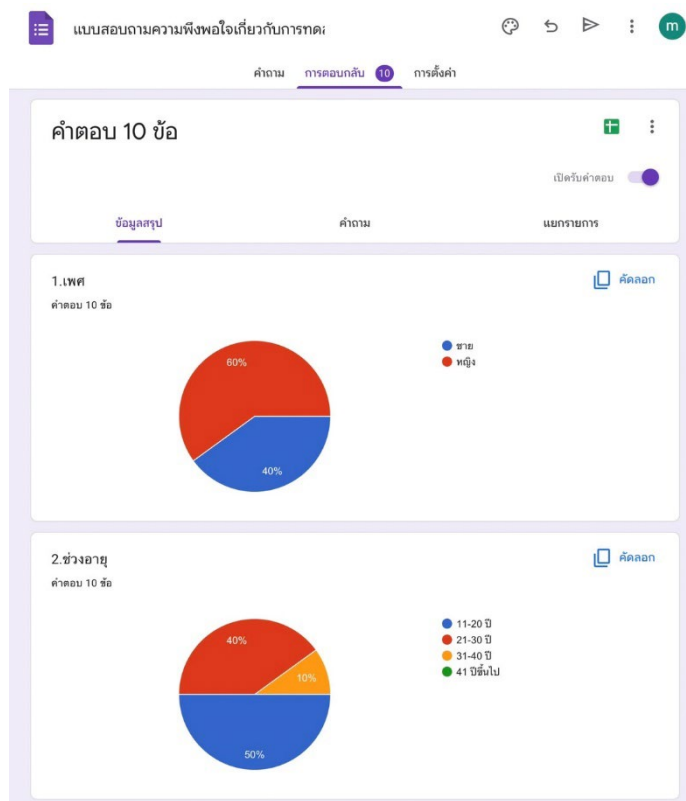 แบบสอบถามความพึงพอใจเกี่ยวกับการทดส
m
คำถาม การตอบกลับ 10 การตั้งค่า
คำตอบ 10 ข้อ
เปิดรับคำตอบ
ข้อมูลสรุป คำถาม แยกรายการ
1.เพศ
คัดลอก
คำตอบ 10 ข้อ
60%
40%
ชาย
หญิง
2.ช่วงอายุ
คัดลอก
คำตอบ 10 ข้อ
40%
10%
50%
11-20 ปี
21-30 ปี
31-40 ปี
41 ปีขึ้นไป